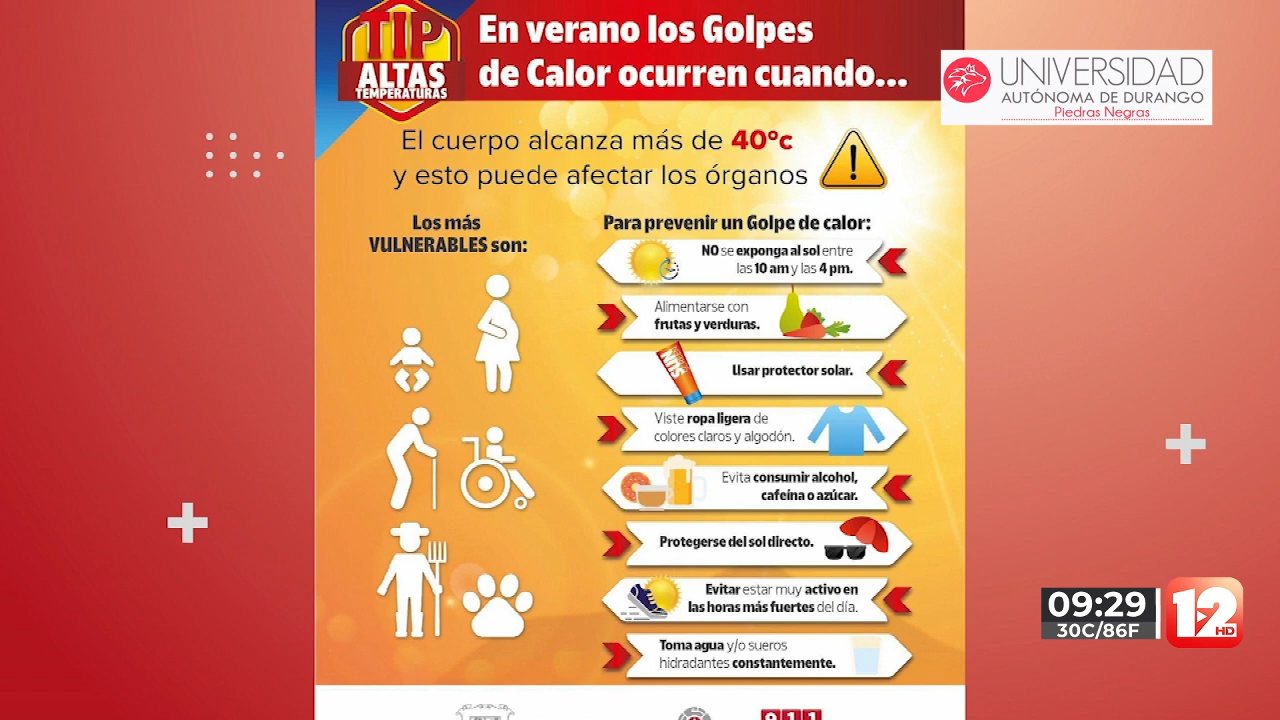 TIP
ALTAS
TEMPERATURAS
En verano los Golpes
de Calor ocurren cuando...
UNIVERSIDAD
AUTÓNOMA DE DURANGO
Piedras Negras
El cuerpo alcanza más de 40°c
y esto puede afectar los órganos
Los más
VULNERABLES son:
Para prevenir un Golpe de calor:
NO se exponga al sol entre
las 10 am y las 4 pm.
Alimentarse con
frutas y verduras.
SUN
Usar protector solar.
Viste ropa ligera de
colores claros y algodón.
Evita consumir alcohol,
cafeína o azúcar.
Protegerse del sol directo.
Evitar estar muy activo en
las horas más fuertes del día.
Toma agua y/o sueros
hidradantes constantemente.
09:29
30C/86F
12
HD
911